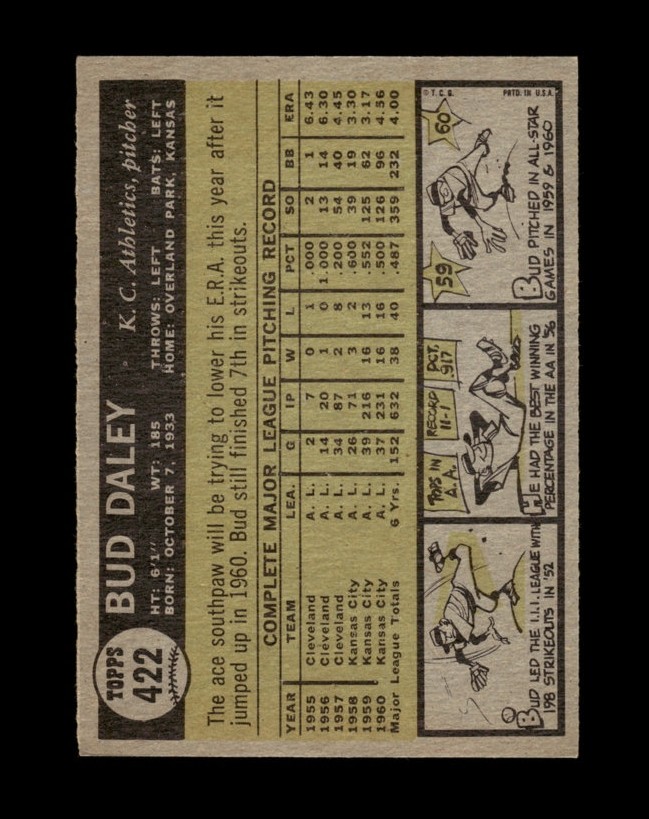 TOPPS
422
BUD DALEY
K. C. Athletics, pitcher
HT: 6'1" WT: 185 THROWS: LEFT BATS: LEFT
BORN: OCTOBER 7, 1933 HOME: OVERLAND PARK, KANSAS
The ace southpaw will be trying to lower his E.R.A. this year after it
jumped up in 1960. Bud still finished 7th in strikeouts.
COMPLETE MAJOR LEAGUE PITCHING RECORD
YEAR TEAM LEA. G IP W L PCT SO BB ERA
1955 Cleveland A. L. 2 7 0 1 .000 2 1 6.43
1956 Cleveland A. L. 14 20 1 0 1.000 13 14 6.30
1957 Cleveland A. L. 34 87 2 8 .200 54 40 4.45
1958 Kansas City A. L. 26 71 3 2 .600 39 19 3.30
1959 Kansas City A. L. 39 216 16 13 .552 125 62 3.17
1960 Kansas City A. L. 37 231 16 16 .500 126 96 4.56
Major League Totals 6 Yrs. 152 632 38 40 .487 359 232 4.00
BUD LED THE I.I.I. LEAGUE WITH
198 STRIKEOUTS IN '52
TOPS IN
A. A.
RECORD
11-1
PCT.
.917
HE HAD THE BEST WINNING
PERCENTAGE IN THE AA IN '56
59
60
BUD PITCHED IN ALL-STAR
GAMES IN 1959 & 1960
© T. C. G. PRTD. IN U.S.A.